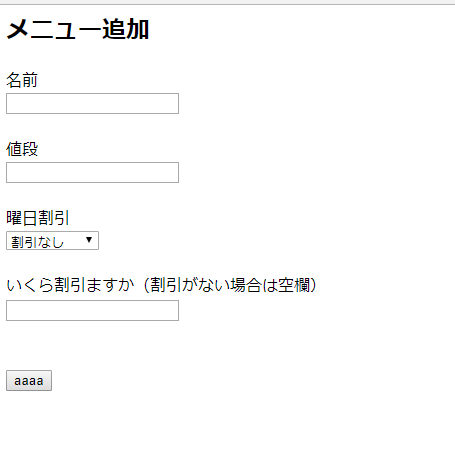 メニュー追加
名前
値段
曜日割引
割引なし
いくら割引ますか（割引がない場合は空欄）
aaaa